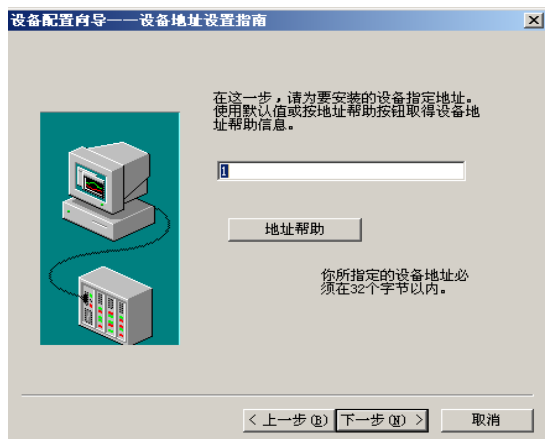 设备配置向导——设备地址设置指南
在这一步，请为要安装的设备指定地址。
使用默认值或按地址帮助按钮取得设备地
址帮助信息。
1
地址帮助
你所指定的设备地址必
须在32个字节以内。
< 上一步(B) 下一步(N) > 取消